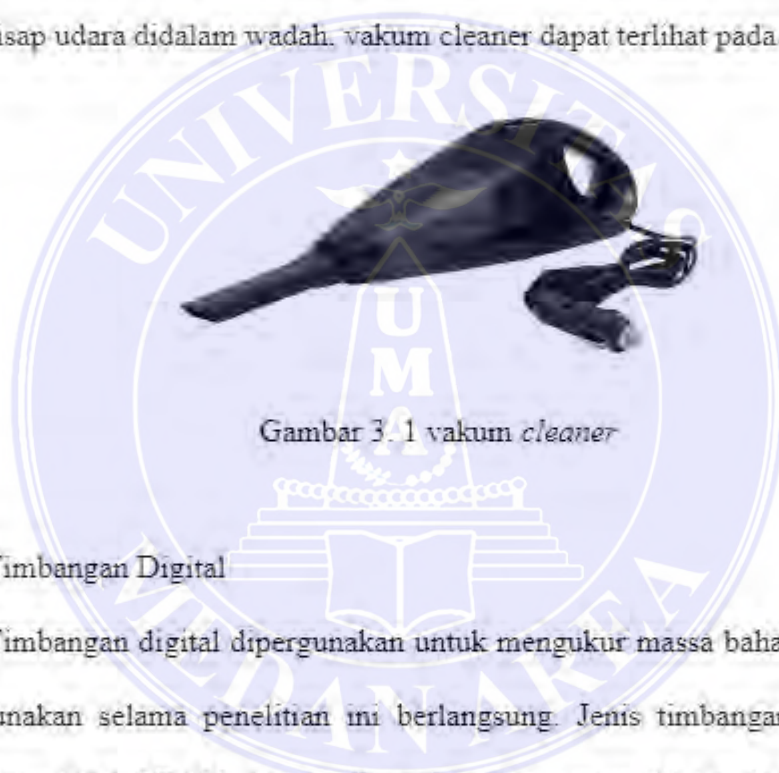 isap udara didalam wadah. vakum cleaner dapat terlihat pada
UNIVERSITAS
U
M
A
Gambar 3. 1 vakum cleaner
Timbangan Digital
Timbangan digital dipergunakan untuk mengukur massa baha
unakan selama penelitian ini berlangsung. Jenis timbangan
MEDAN AREA